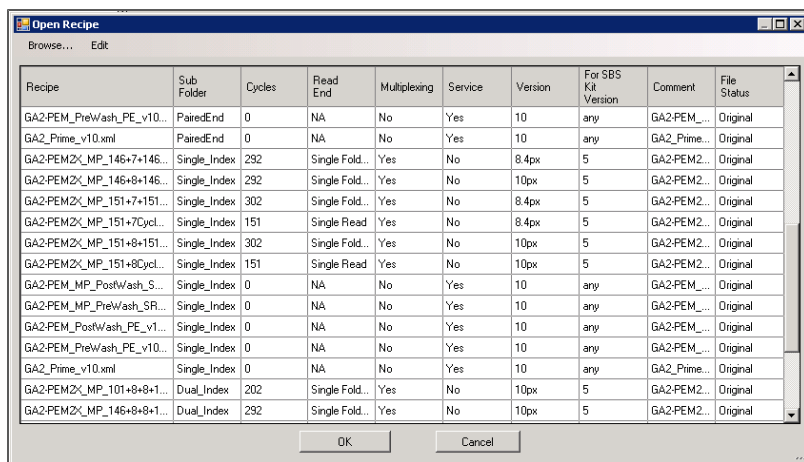 Open Recipe
Browse... Edit
Recipe Sub Folder Cycles Read End Multiplexing Service Version For SBS Kit Version Comment File Status
GA2-PEM_PreWash_PE_v10... PairedEnd 0 NA No Yes 10 any GA2-PEM_... Original
GA2_Prime_v10.xml PairedEnd 0 NA No Yes 10 any GA2_Prime... Original
GA2-PEM2X_MP_146+7+146... Single_Index 292 Single Fold... Yes No 8.4px 5 GA2-PEM2... Original
GA2-PEM2X_MP_146+8+146... Single_Index 292 Single Fold... Yes No 10px 5 GA2-PEM2... Original
GA2-PEM2X_MP_151+7+151... Single_Index 302 Single Fold... Yes No 8.4px 5 GA2-PEM2... Original
GA2-PEM2X_MP_151+7Cycl... Single_Index 151 Single Read Yes No 8.4px 5 GA2-PEM2... Original
GA2-PEM2X_MP_151+8+151... Single_Index 302 Single Fold... Yes No 10px 5 GA2-PEM2... Original
GA2-PEM2X_MP_151+8Cycl... Single_Index 151 Single Read Yes No 10px 5 GA2-PEM2... Original
GA2-PEM_MP_PostWash_S... Single_Index 0 NA No Yes 10 any GA2-PEM_... Original
GA2-PEM_MP_PreWash_SR... Single_Index 0 NA No Yes 10 any GA2-PEM_... Original
GA2-PEM_PostWash_PE_v1... Single_Index 0 NA No Yes 10 any GA2-PEM_... Original
GA2-PEM_PreWash_PE_v10... Single_Index 0 NA No Yes 10 any GA2-PEM_... Original
GA2_Prime_v10.xml Single_Index 0 NA No Yes 10 any GA2_Prime... Original
GA2-PEM2X_MP_101+8+8+1... Dual_Index 202 Single Fold... Yes No 10px 5 GA2-PEM2... Original
GA2-PEM2X_MP_146+8+8+1... Dual_Index 292 Single Fold... Yes No 10px 5 GA2-PEM2... Original
OK Cancel